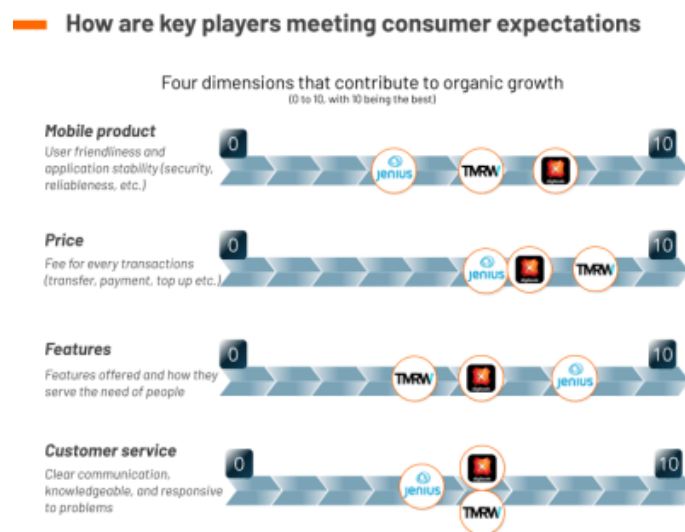 How are key players meeting consumer expectations
Four dimensions that contribute to organic growth
(0 to 10, with 10 being the best)
Mobile product
User friendliness and
application stability (security,
reliableness, etc.)
0
10
jenius
TMRW
Price
Fee for every transactions
(transfer, payment, top up etc.)
0
10
jenius
TMRW
Features
Features offered and how they
serve the need of people
0
10
TMRW
jenius
Customer service
Clear communication,
knowledgeable, and responsive
to problems
0
10
jenius
TMRW